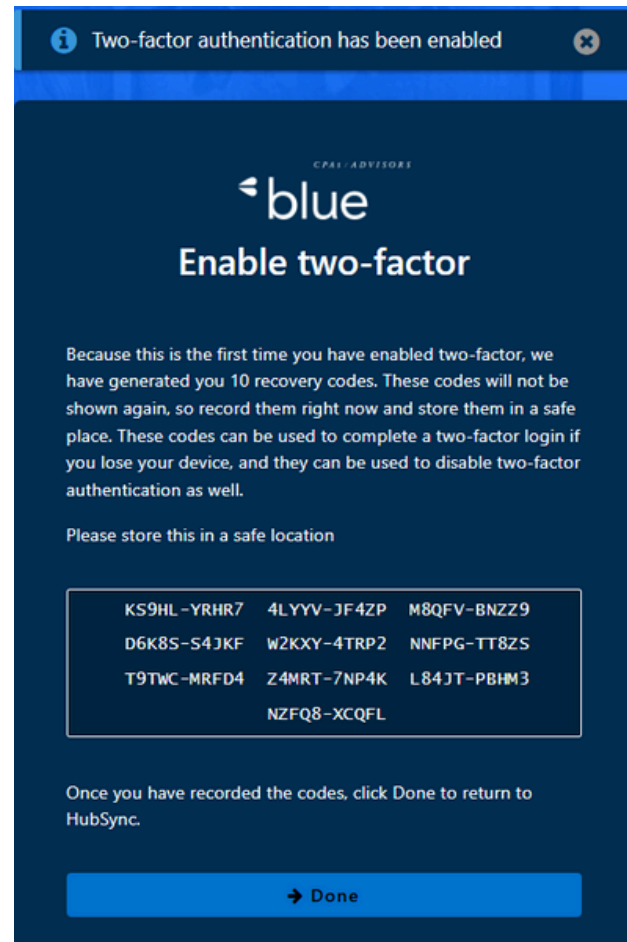 Two-factor authentication has been enabled
CPAs/ADVISORS
blue
Enable two-factor
Because this is the first time you have enabled two-factor, we
have generated you 10 recovery codes. These codes will not be
shown again, so record them right now and store them in a safe
place. These codes can be used to complete a two-factor login if
you lose your device, and they can be used to disable two-factor
authentication as well.
Please store this in a safe location
KS9HL-YRHR7 4LYYV-JF4ZP M8QFV-BNZZ9
D6K8S-S4JKF W2KXY-4TRP2 NNFPG-TT8ZS
T9TWC-MRFD4 Z4MRT-7NP4K L84JT-PBHM3
NZFQ8-XCQFL
Once you have recorded the codes, click Done to return to
HubSync.
Done